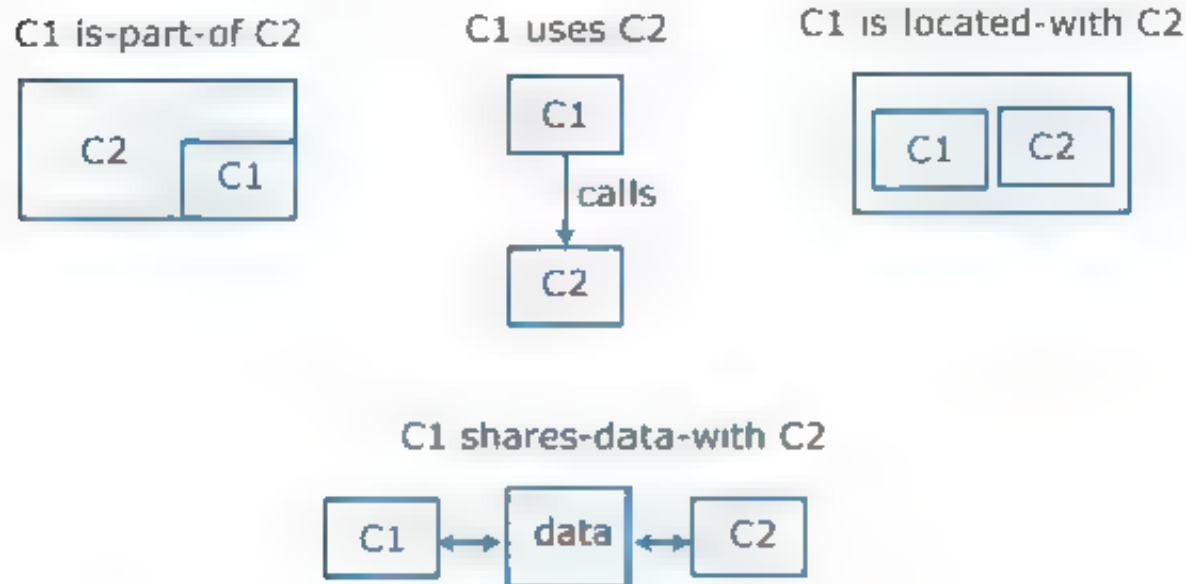 C1 is-part-of C2
C1 uses C2
C1 is located-with C2
C2
C1
C1
calls
C2
C1
C2
C1 shares-data-with C2
C1
data
C2